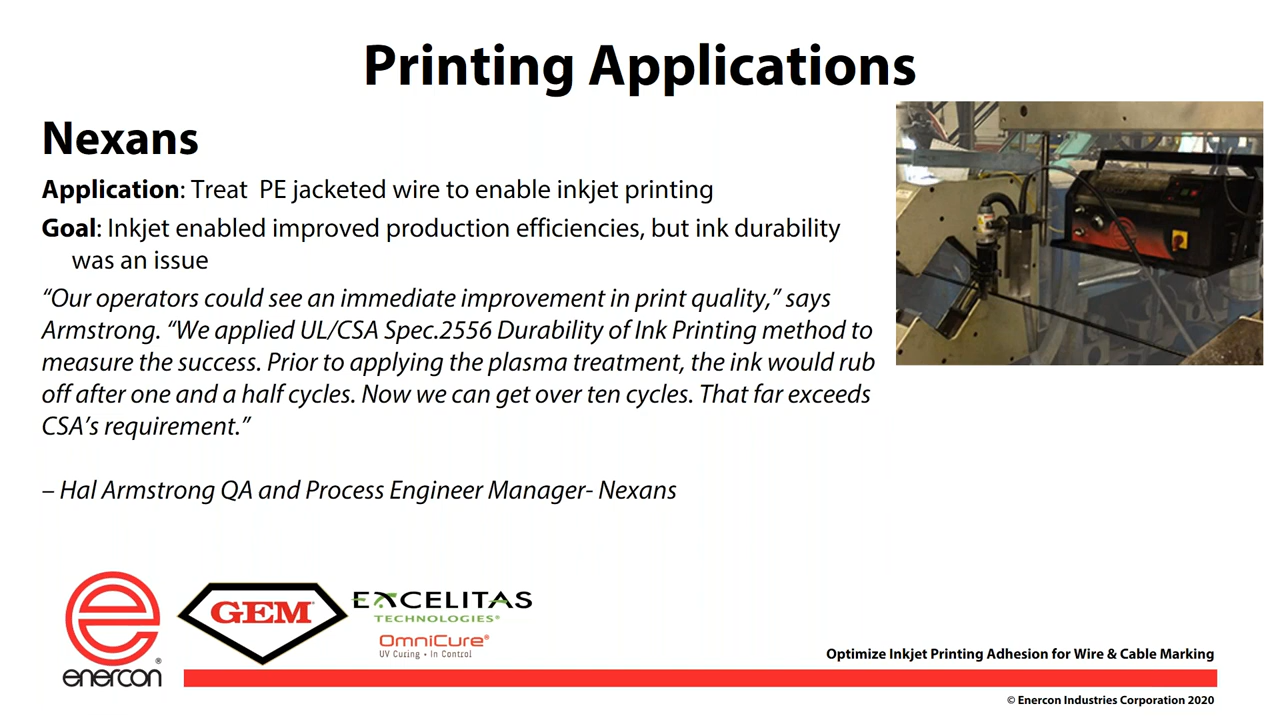 Printing Applications
Nexans
Application: Treat  PE jacketed wire to enable inkjet printing
Goal: Inkjet enabled improved production efficiencies, but ink durability
was an issue
“Our operators could see an immediate improvement in print quality,” says
Armstrong. “We applied UL/CSA Spec.2556 Durability of Ink Printing method to
measure the success. Prior to applying the plasma treatment, the ink would rub
off after one and a half cycles. Now we can get over ten cycles. That far exceeds
CSA’s requirement.”
– Hal Armstrong QA and Process Engineer Manager- Nexans
enercon®
GEM®
EXCELITAS
TECHNOLOGIES®
OmniCure®
UV Curing • In Control
Optimize Inkjet Printing Adhesion for Wire & Cable Marking
© Enercon Industries Corporation 2020